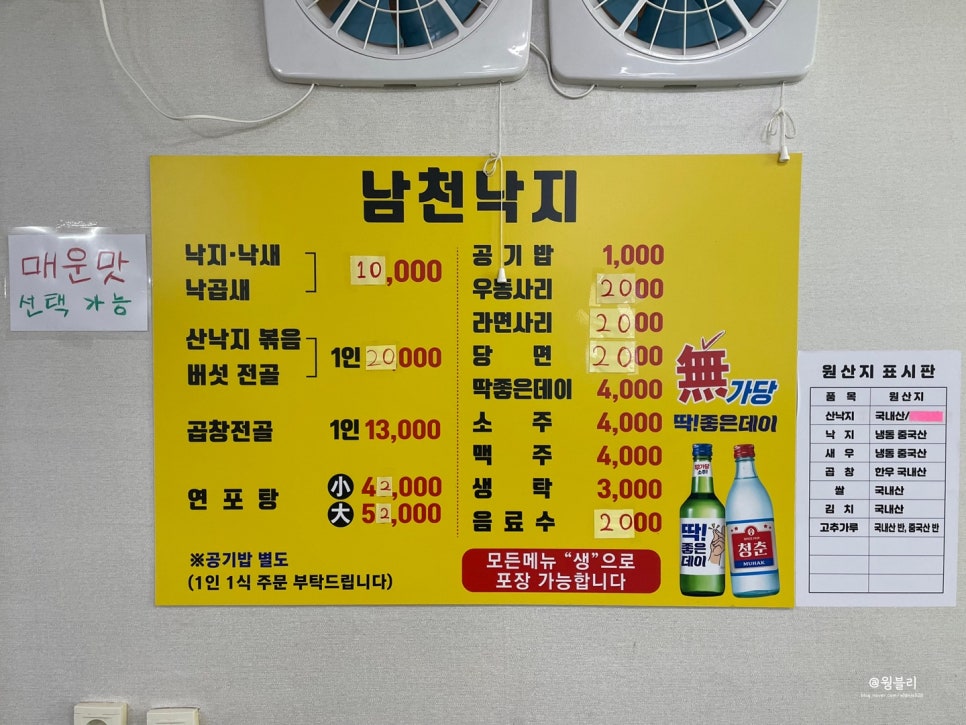 남천낙지
매운맛
선택 가능
낙지·낙새
낙곱새
10,000
산낙지 볶음
버섯 전골
1인 20,000
곱창전골 1인 13,000
연포탕
小 42,000
大 52,000
※공기밥 별도
(1인 1식 주문 부탁드립니다)
공기밥 1,000
우동사리 2000
라면사리 2000
당면 2000
딱좋은데이 4,000
소주 4,000
맥주 4,000
생탁 3,000
음료수 2000
모든메뉴 “생”으로
포장 가능합니다
無가당
딱!좋은데이
딱!
좋은
데이
청춘
MUHAK
원산지 표시판
품목 원산지
산낙지 국내산/
낙지 냉동 중국산
새우 냉동 중국산
곱창 한우 국내산
쌀 국내산
김치 국내산
고추가루 국내산 반, 중국산 반
@웡블리